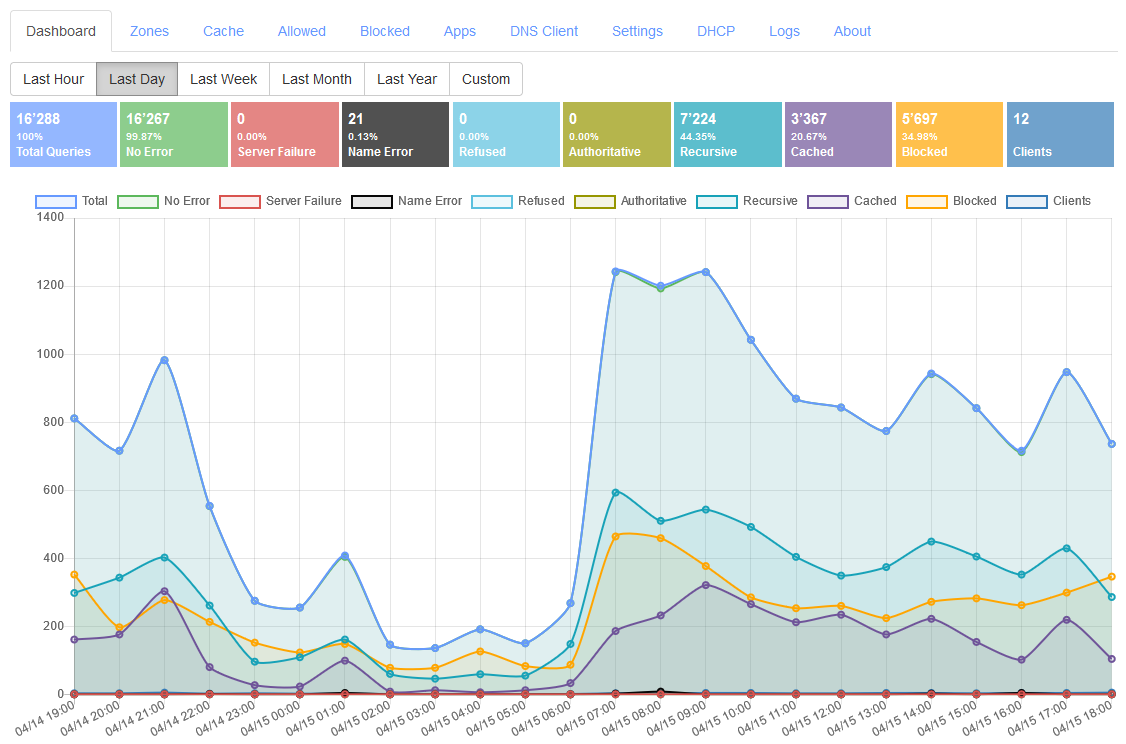 Dashboard Zones Cache Allowed Blocked Apps DNS Client Settings DHCP Logs About
Last Hour Last Day Last Week Last Month Last Year Custom
16’288 16’267 0 21 0 0 7’224 3’367 5’697 12
100% 99.87% 0.00% 0.13% 0.00% 0.00% 44.35% 20.67% 34.98%
Total Queries No Error Server Failure Name Error Refused Authoritative Recursive Cached Blocked Clients
Total No Error Server Failure Name Error Refused Authoritative Recursive Cached Blocked Clients
1400
1200
1000
800
600
400
200
0
04/14 19:00 04/14 20:00 04/14 21:00 04/14 22:00 04/14 23:00 04/15 00:00 04/15 01:00 04/15 02:00 04/15 03:00 04/15 04:00 04/15 05:00 04/15 06:00 04/15 07:00 04/15 08:00 04/15 09:00 04/15 10:00 04/15 11:00 04/15 12:00 04/15 13:00 04/15 14:00 04/15 15:00 04/15 16:00 04/15 17:00 04/15 18:00